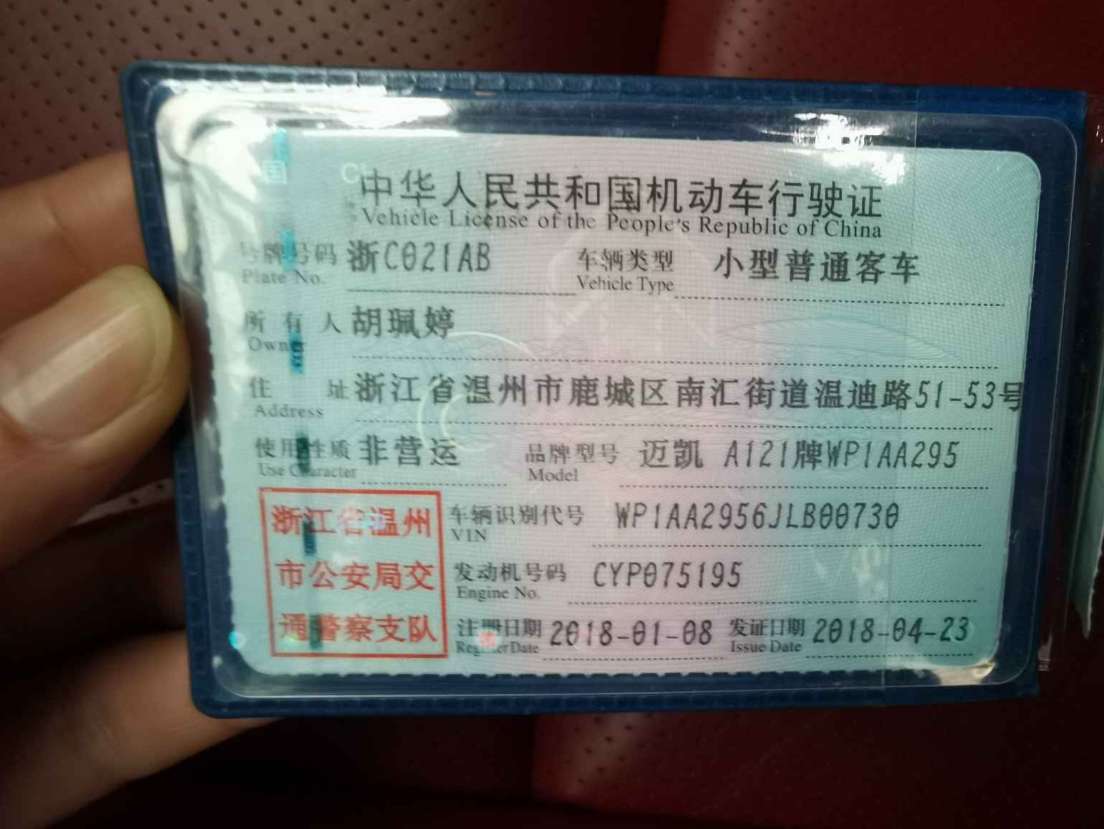 中华人民共和国机动车行驶证
Vehicle License of the People's Republic of China
号牌号码 浙C021AB 车辆类型 小型普通客车
Plate No. Vehicle Type
所有人 胡珮婷
Owner
住址 浙江省温州市鹿城区南汇街道温迪路51-53号
Address
使用性质 非营运 品牌型号 迈凯 A121牌WP1AA295
Use Character Model
浙江省温州 车辆识别代号 WP1AA2956JLB00730
VIN
市公安局交 发动机号码 CYP075195
Engine No.
通警察支队 注册日期 2018-01-08 发证日期 2018-04-23
Register Date Issue Date